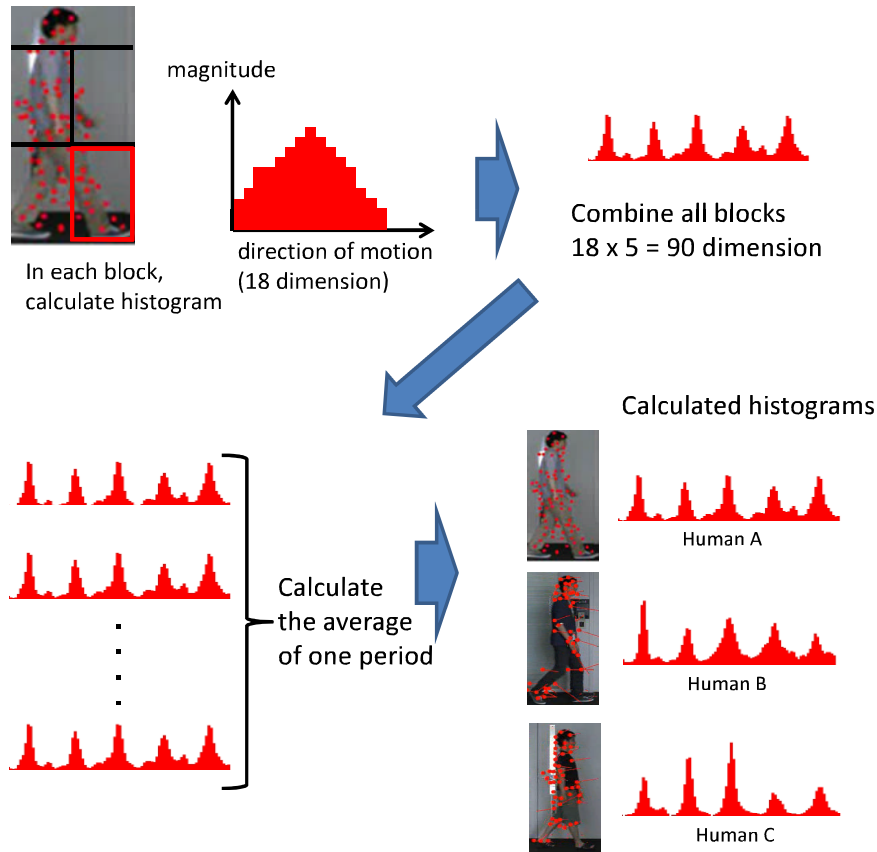 magnitude
direction of motion
(18 dimension)
In each block,
calculate histogram
Combine all blocks
18 x 5 = 90 dimension
Calculate
the average
of one period
Calculated histograms
Human A
Human B
Human C